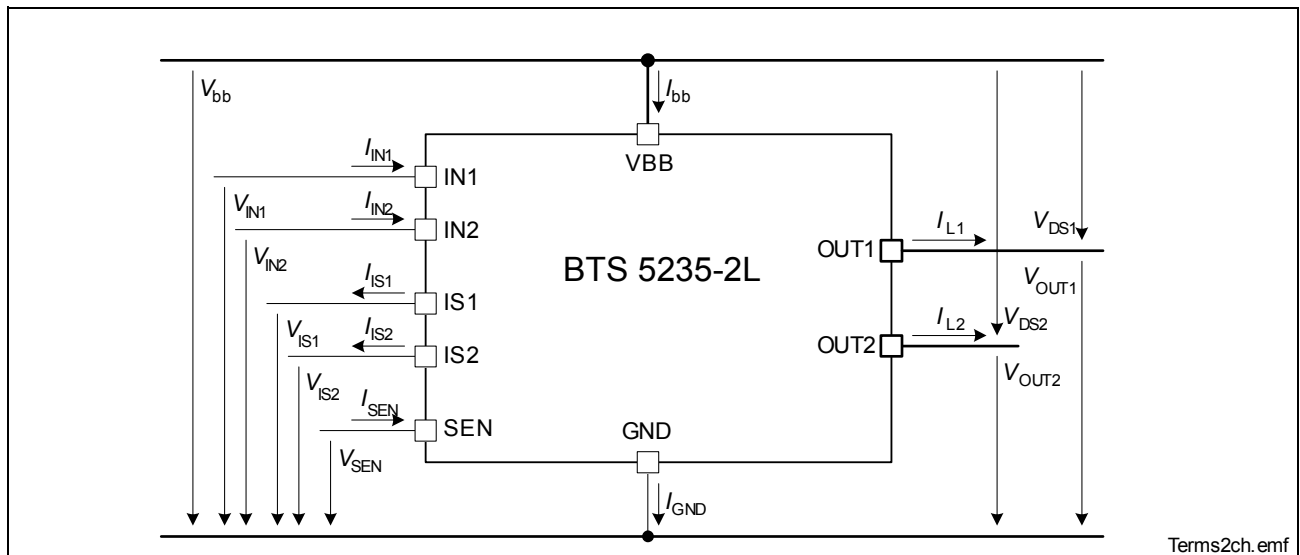 Vbb
Ibb
VBB
IIN1
IN1
VIN1
IIN2
IN2
VIN2
BTS 5235-2L
OUT1
IL1
VDS1
VOUT1
IIS1
IS1
VIS1
IIS2
IS2
VIS2
OUT2
IL2
VDS2
VOUT2
ISEN
SEN
VSEN
GND
IGND
Terms2ch.emf